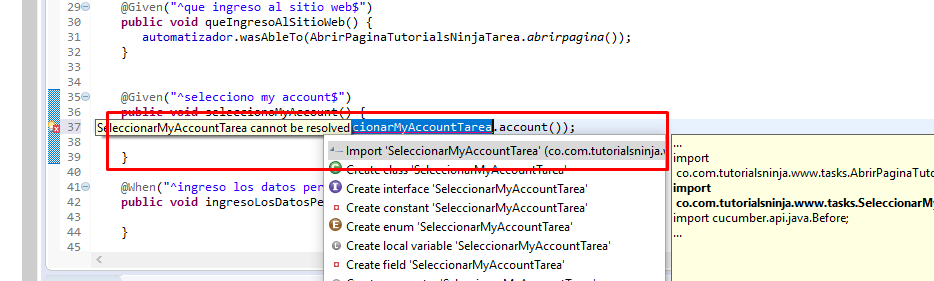 29 @Given("^que ingreso al sitio web$")
30 public void queIngresoAlSitioWeb() {
31 automatizador.wasAbleTo(AbrirPaginaTutorialsNinjaTarea.abrirpagina());
32 }
33
34
35 @Given("^selecciono my account$")
36 public void seleccionoMyAccount() {
37 SeleccionarMyAccountTarea cannot be resolved cionarMyAccountTarea.account());
Import 'SeleccionarMyAccountTarea' (co.com.tutorialsninja.w
39 }
Create class 'SeleccionarMyAccountTarea'
40
Create interface 'SeleccionarMyAccountTarea'
41 @When("^ingreso los datos per
Create constant 'SeleccionarMyAccountTarea'
42 public void ingresoLosDatosPe
Create enum 'SeleccionarMyAccountTarea'
43
Create local variable 'SeleccionarMyAccountTarea'
44 }
Create field 'SeleccionarMyAccountTarea'
45
...
import
co.com.tutorialsninja.www.tasks.AbrirPaginaTuto
import
co.com.tutorialsninja.www.tasks.SeleccionarM
import cucumber.api.java.Before;
...